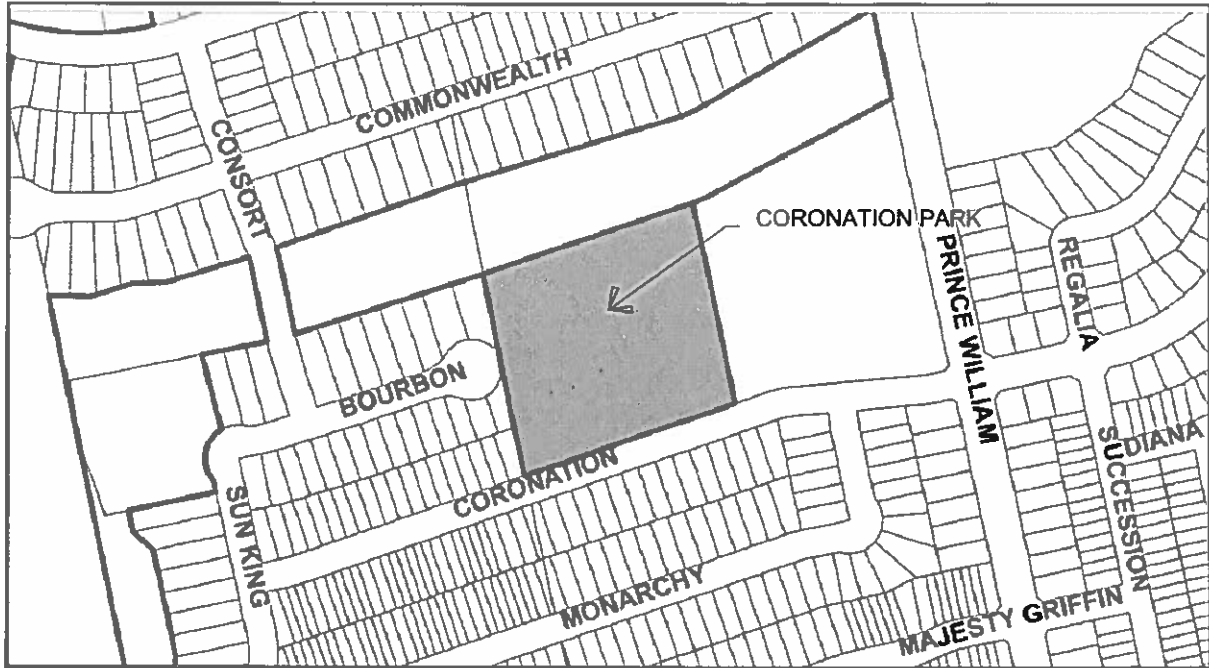 COMMONWEALTH
CONSORT
CORONATION PARK
PRINCE WILLIAM
REGALIA
BOURBON
CORONATION
SUN KING
MONARCHY
SUCCESSION
DIANA
MAJESTY GRIFFIN